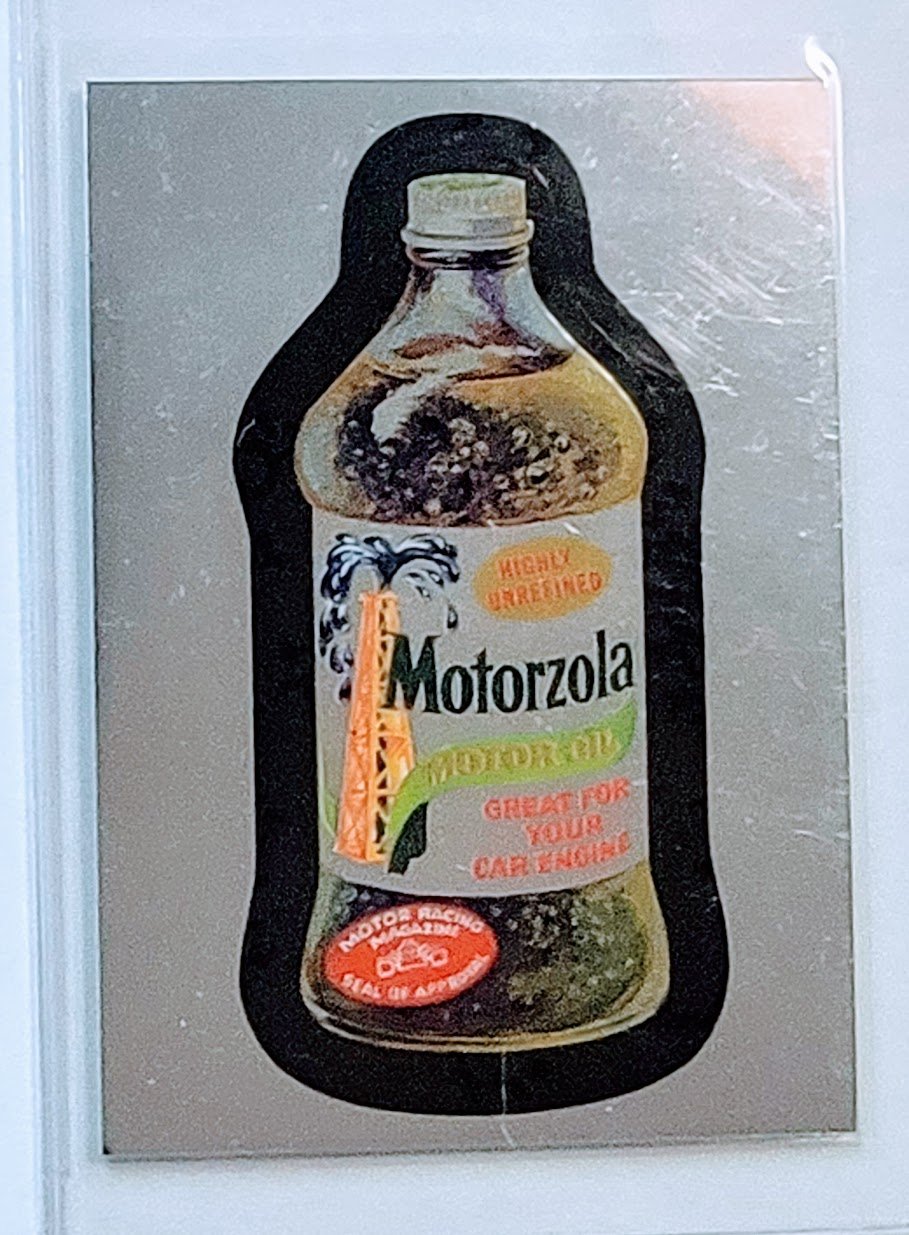 HIGHLY
UNREFINED
Motorzola
MOTOR OIL
GREAT FOR
YOUR
CAR ENGINE
MOTOR RACING
MAGAZINE
SEAL OF APPROVAL